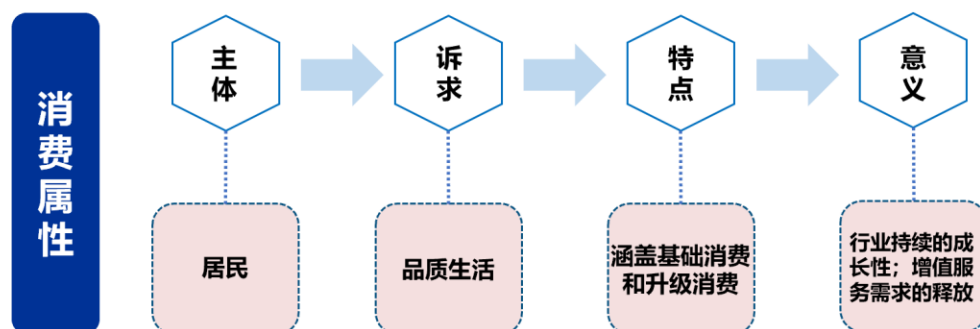 消费属性
主体
诉求
特点
意义
居民
品质生活
涵盖基础消费
和升级消费
行业持续的成
长性；增值服
务需求的释放